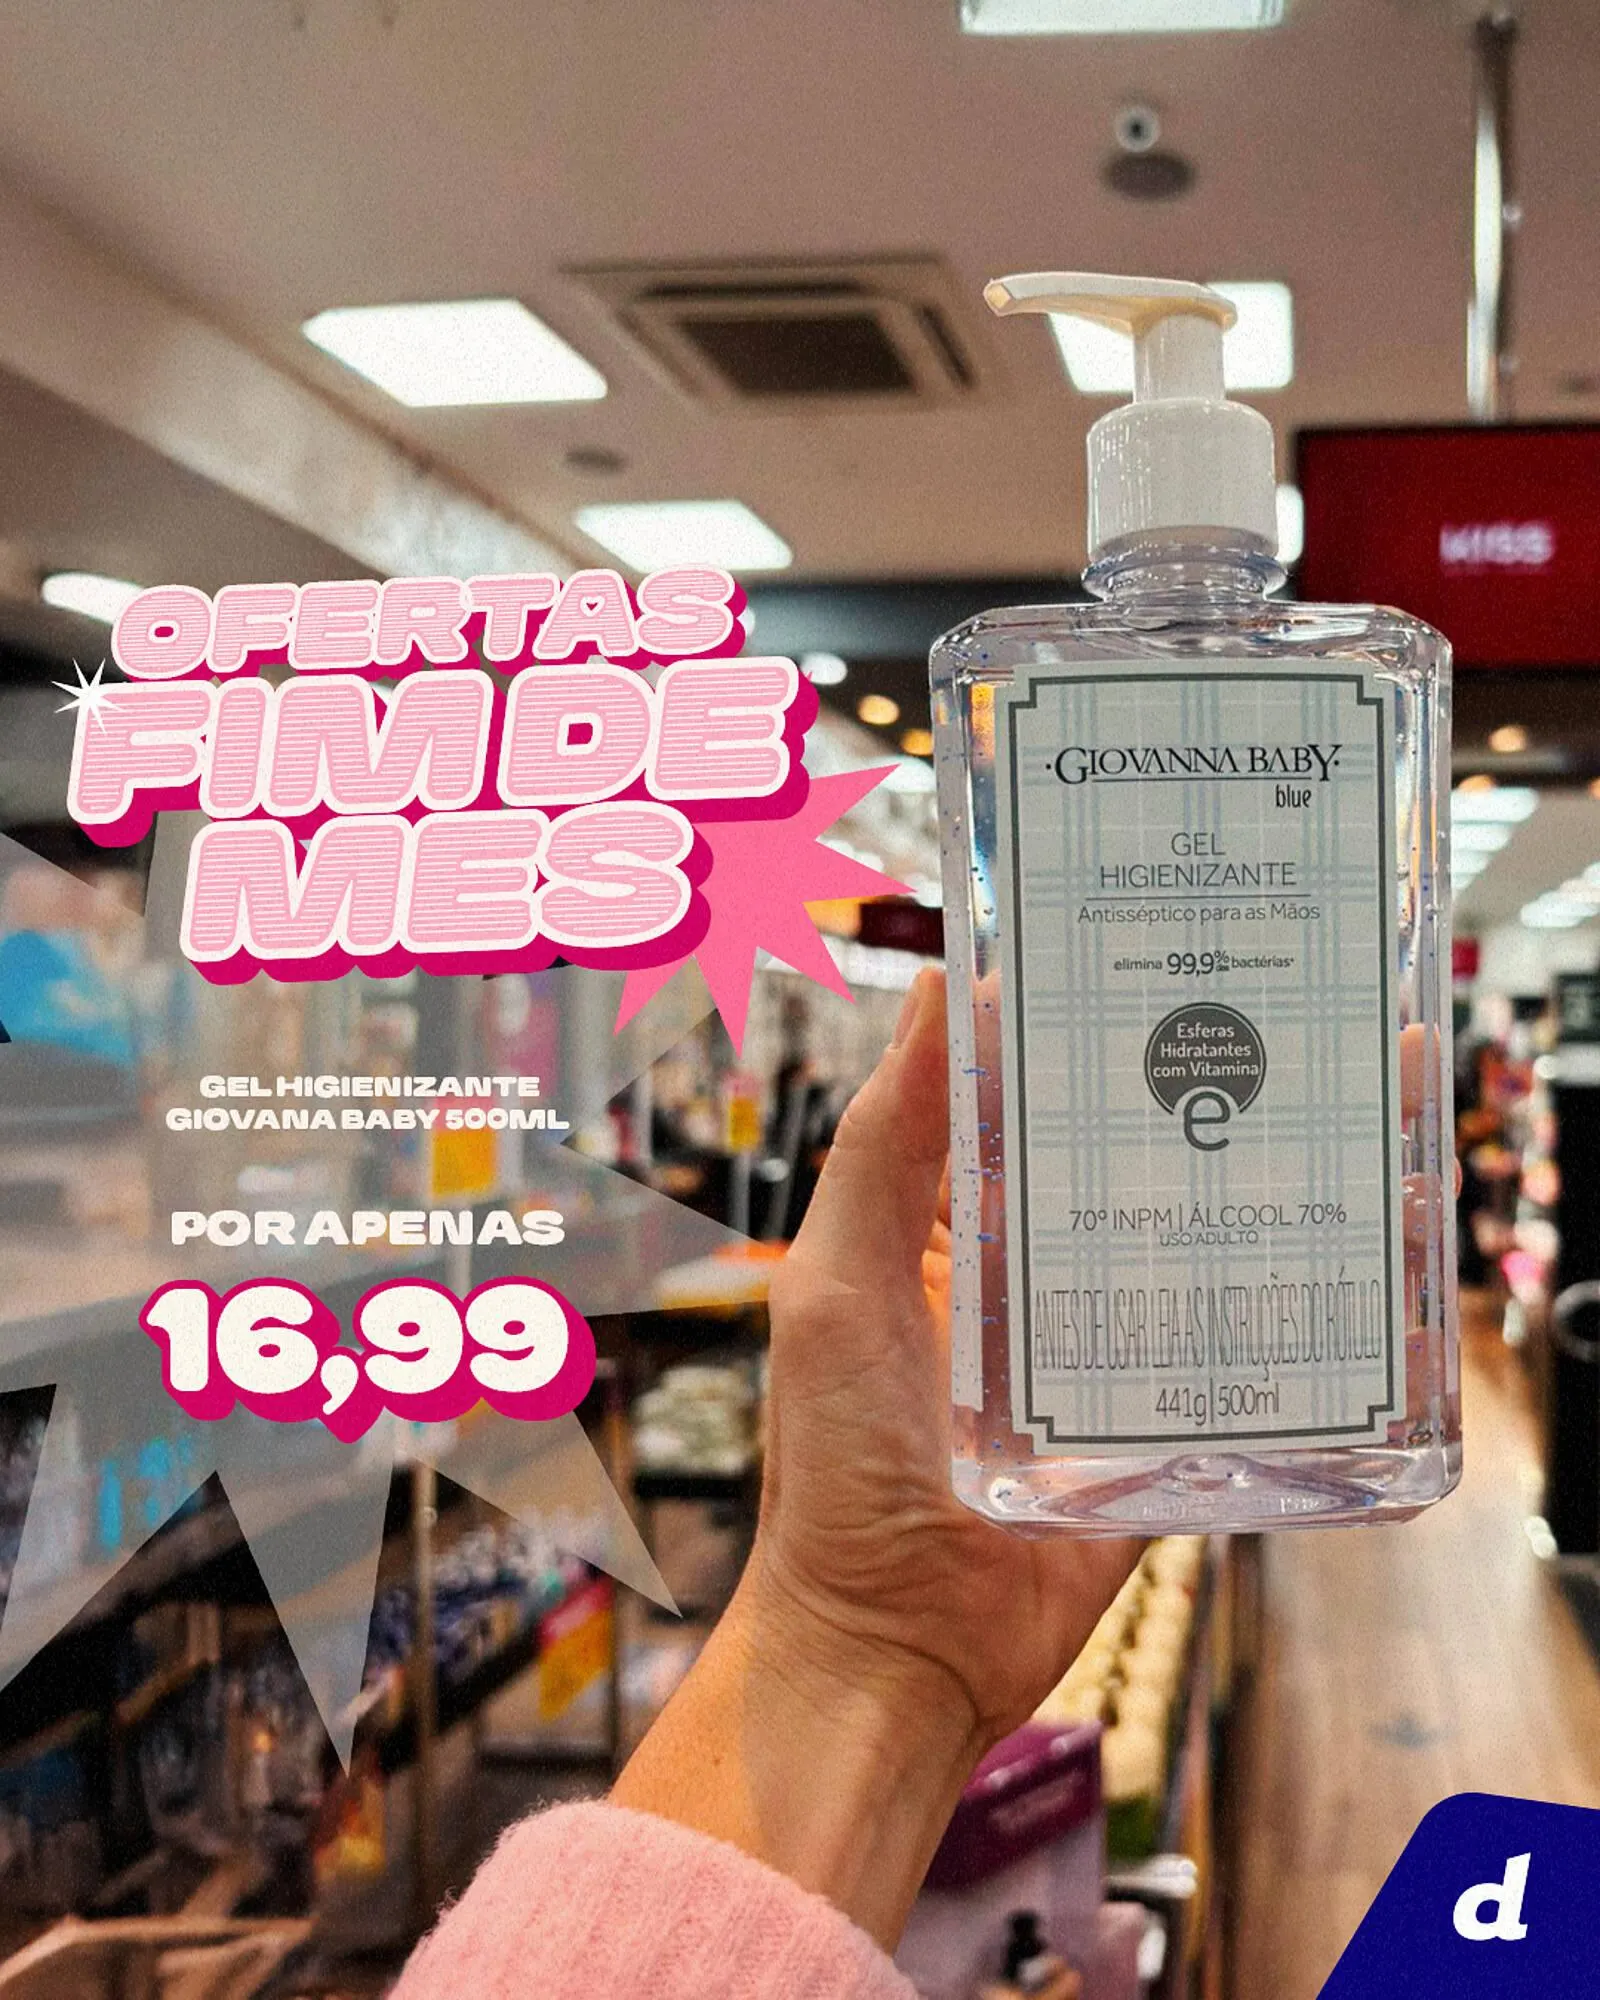 OFERTAS
FIM DE
MES
GEL HIGIENIZANTE
GIOVANA BABY 500ML
POR APENAS
16,99
KISS
·GIOVANNA BABY·
blue
GEL
HIGIENIZANTE
Antisséptico para as Mãos
elimina 99,9% das bactérias*
Esferas
Hidratantes
com Vitamina
e
70º INPM | ÁLCOOL 70%
USO ADULTO
ANTES DE USAR LEIA AS INSTRUÇÕES DO RÓTULO
441g | 500ml
d